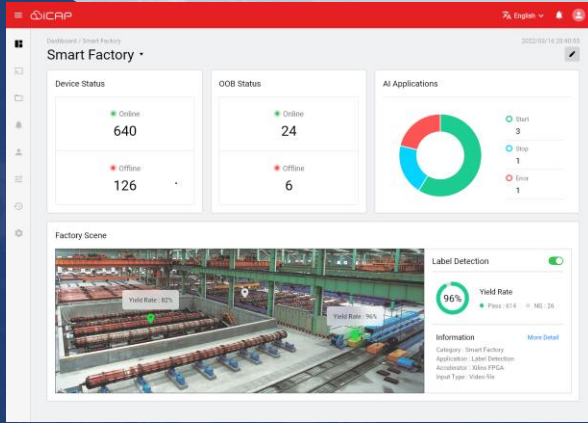 iCAP
English
Dashboard / Smart Factory
2022/03/14 20:40:03
Smart Factory
Device Status
Online
640
Offline
126
OOB Status
Online
24
Offline
6
AI Applications
Start
3
Stop
1
Error
1
Factory Scene
Yield Rate : 82%
Yield Rate : 96%
Label Detection
96%
Yield Rate
Pass : 614
NG : 26
Information
More Detail
Category : Smart Factory
Application : Label Detection
Accelerator : Xilinx FPGA
Input Type : Video file